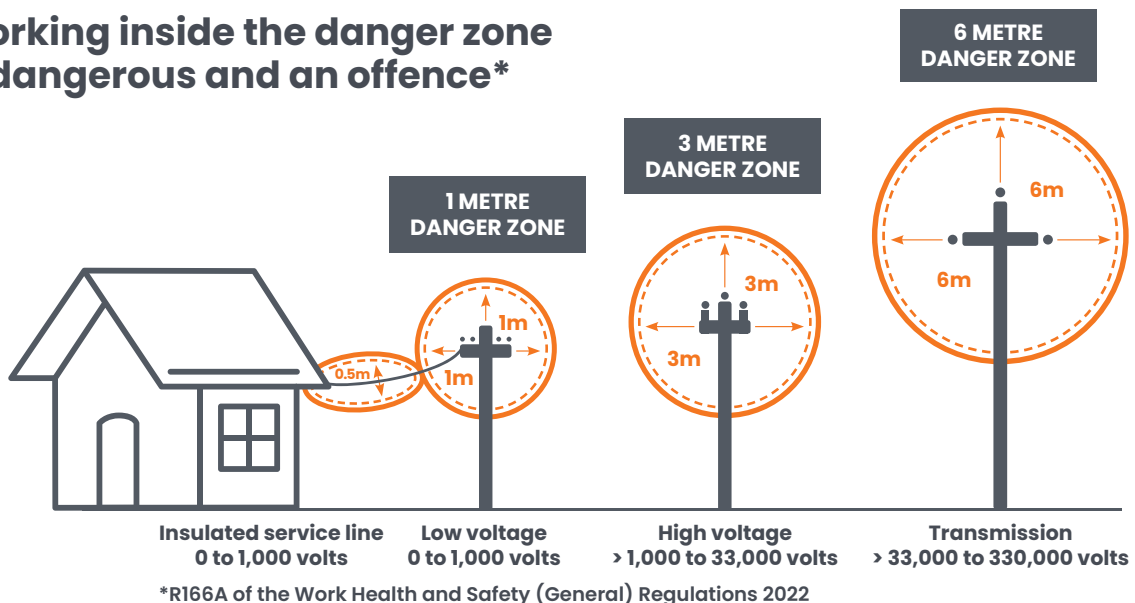 orking inside the danger zone
dangerous and an offence*
6 METRE
DANGER ZONE
3 METRE
DANGER ZONE
1 METRE
DANGER ZONE
6m
6m
3m
3m
1m
1m
0.5m
Insulated service line
0 to 1,000 volts
Low voltage
0 to 1,000 volts
High voltage
> 1,000 to 33,000 volts
Transmission
> 33,000 to 330,000 volts
*R166A of the Work Health and Safety (General) Regulations 2022